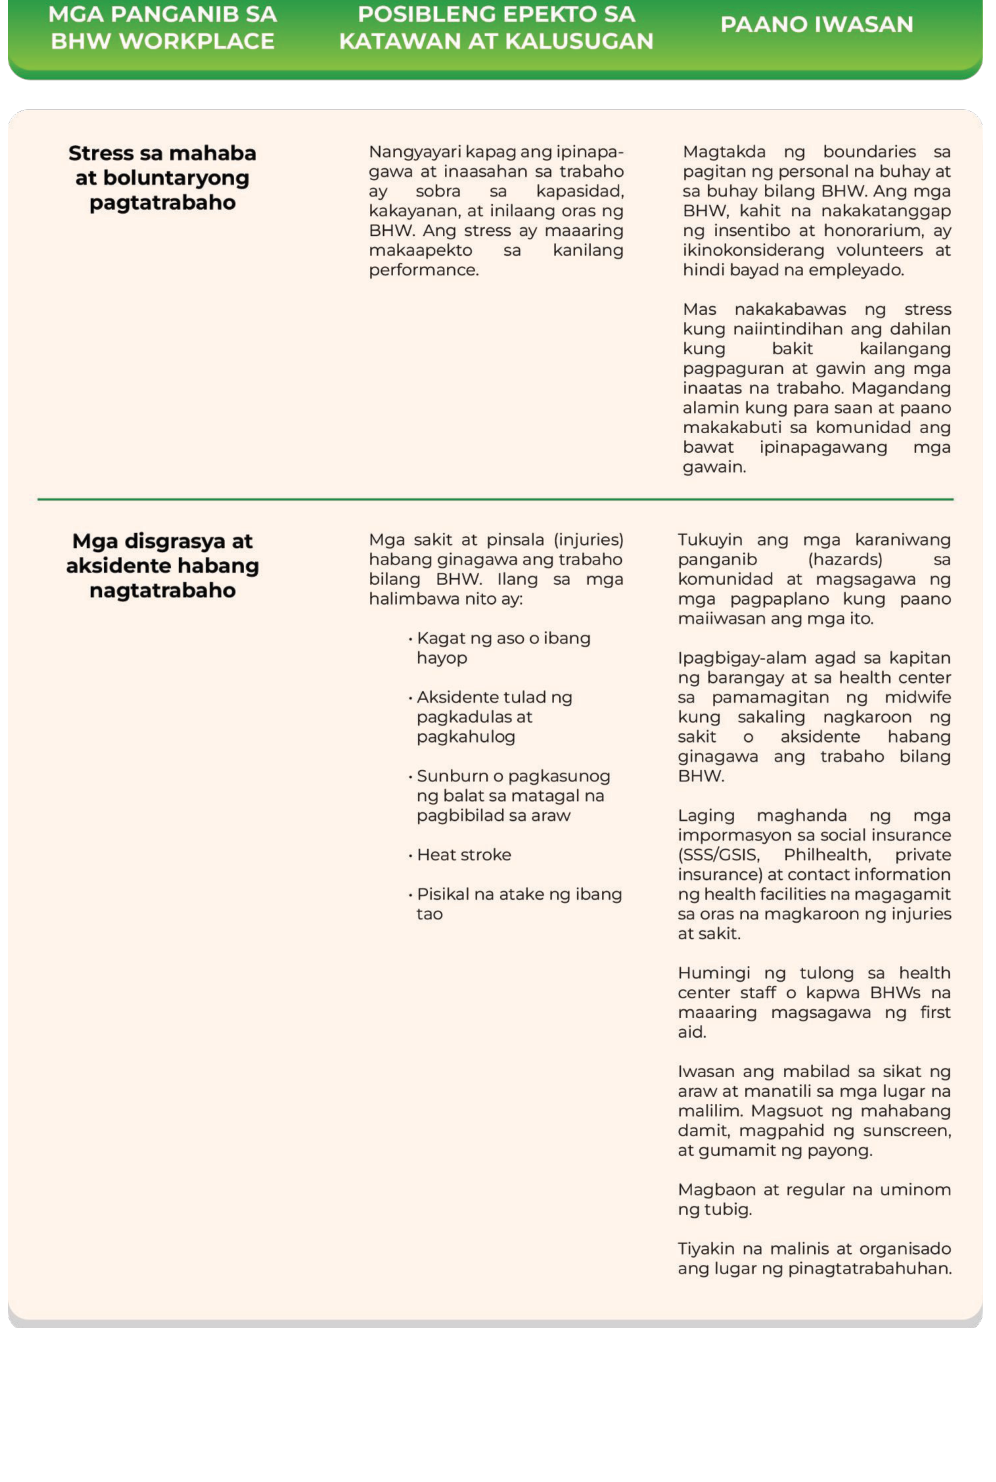 MGA PANGANIB SA
BHW WORKPLACE
POSIBLENG EPEKTO SA
KATAWAN AT KALUSUGAN
PAANO IWASAN
Stress sa mahaba
at boluntaryong
pagtatrabaho
Nangyayari kapag ang ipinapa-
gawa at inaasahan sa trabaho
ay sobra sa kapasidad,
kakayanan, at inilaang oras ng
BHW. Ang stress ay maaaring
makaapekto sa kanilang
performance.
Magtakda ng boundaries sa
pagitan ng personal na buhay at
sa buhay bilang BHW. Ang mga
BHW, kahit na nakakatanggap
ng insentibo at honorarium, ay
ikinokonsiderang volunteers at
hindi bayad na empleyado.
Mas nakakabawas ng stress
kung naiintindihan ang dahilan
kung bakit kailangang
pagpaguran at gawin ang mga
inaatas na trabaho. Magandang
alamin kung para saan at paano
makakabuti sa komunidad ang
bawat ipinapagawang mga
gawain.
Mga disgrasya at
aksidente habang
nagtatrabaho
Mga sakit at pinsala (injuries)
habang ginagawa ang trabaho
bilang BHW. Ilang sa mga
halimbawa nito ay:
• Kagat ng aso o ibang
hayop
• Aksidente tulad ng
pagkadulas at
pagkahulog
• Sunburn o pagkasunog
ng balat sa matagal na
pagbibilad sa araw
• Heat stroke
• Pisikal na atake ng ibang
tao
Tukuyin ang mga karaniwang
panganib (hazards) sa
komunidad at magsagawa ng
mga pagpaplano kung paano
maiiwasan ang mga ito.
Ipagbigay-alam agad sa kapitan
ng barangay at sa health center
sa pamamagitan ng midwife
kung sakaling nagkaroon ng
sakit o aksidente habang
ginagawa ang trabaho bilang
BHW.
Laging maghanda ng mga
impormasyon sa social insurance
(SSS/GSIS, Philhealth, private
insurance) at contact information
ng health facilities na magagamit
sa oras na magkaroon ng injuries
at sakit.
Humingi ng tulong sa health
center staff o kapwa BHWs na
maaaring magsagawa ng first
aid.
Iwasan ang mabilad sa sikat ng
araw at manatili sa mga lugar na
malilim. Magsuot ng mahabang
damit, magpahid ng sunscreen,
at gumamit ng payong.
Magbaon at regular na uminom
ng tubig.
Tiyakin na malinis at organisado
ang lugar ng pinagtatrabahuhan.